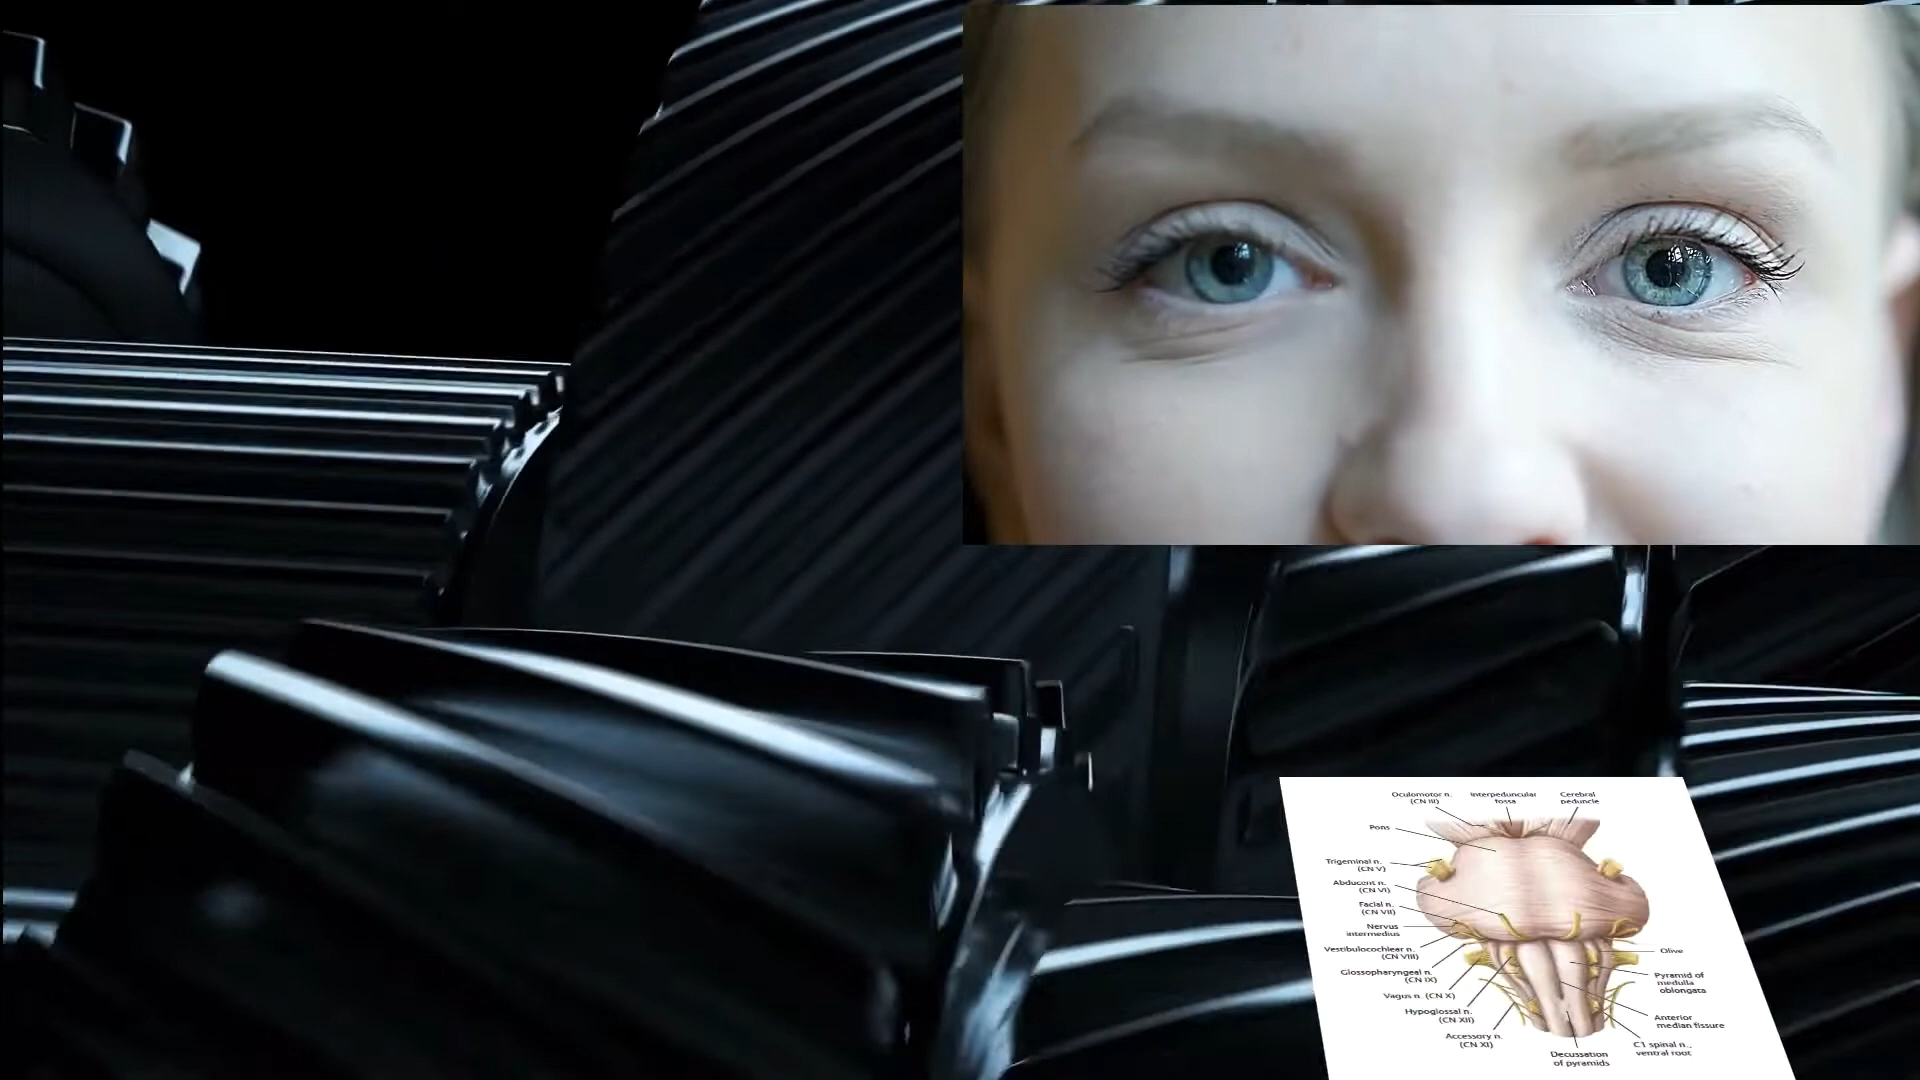 Oculomotor n.
(CN III)
Interpeduncular
fossa
Cerebral
peduncle
Pons
Trigeminal n.
(CN V)
Abducent n.
(CN VI)
Facial n.
(CN VII)
Nervus
intermedius
Vestibulocochlear n.
(CN VIII)
Glossopharyngeal n.
(CN IX)
Vagus n. (CN X)
Hypoglossal n.
(CN XII)
Accessory n.
(CN XI)
Decussation
of pyramids
Olive
Pyramid of
medulla
oblongata
Anterior
median fissure
C1 spinal n.,
ventral root